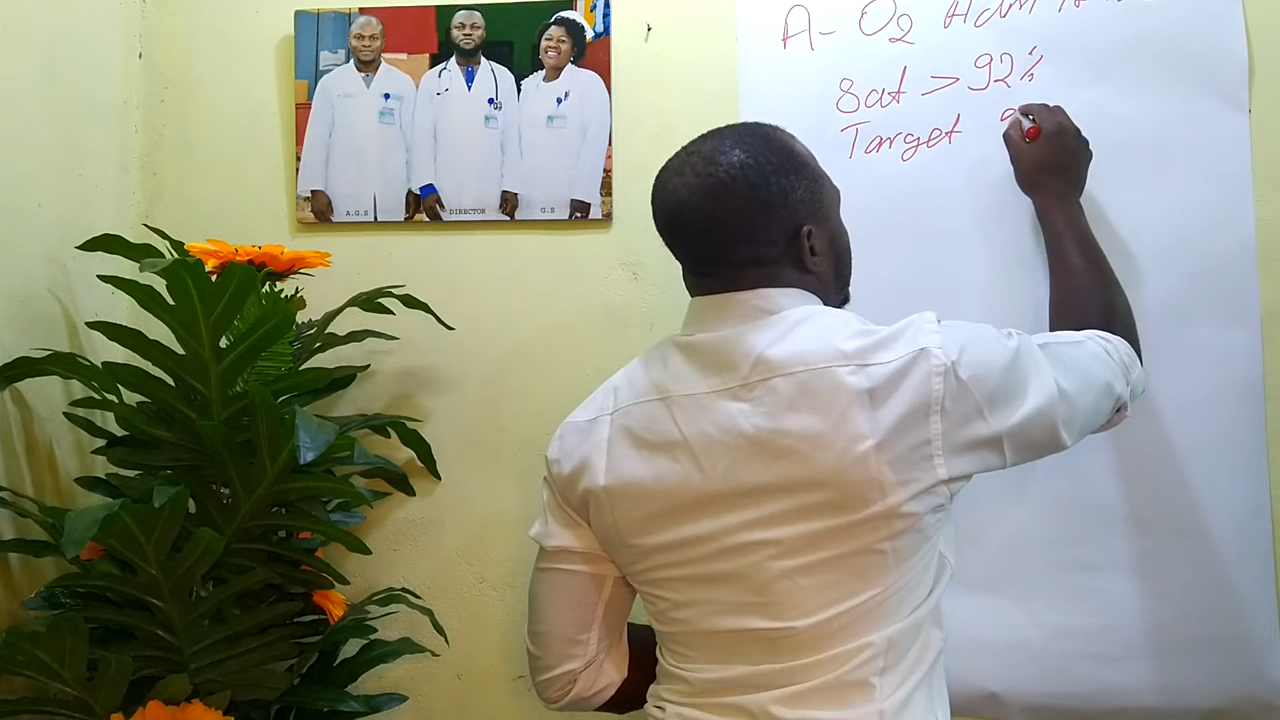 A.G.S DIRECTOR G.S
A- O2
Sat > 92%
Target